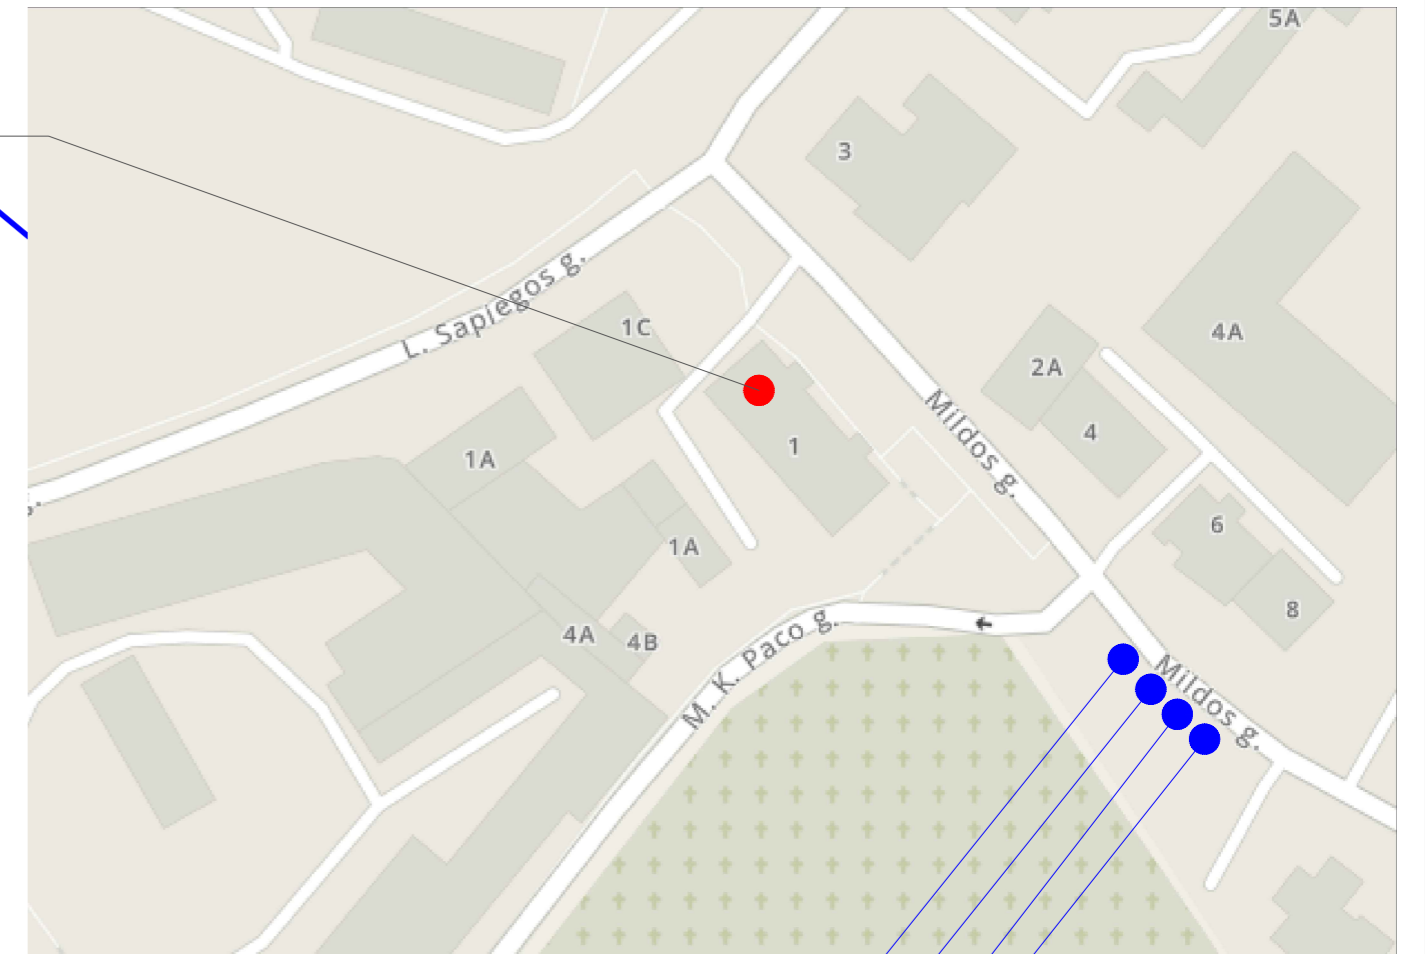 5A
3
L. Sapiegos g.
1C
4A
2A
Mildos g.
4
1
1A
g.
6
1A
8
M. K. Paco g.
4A
4B
Mildos g.